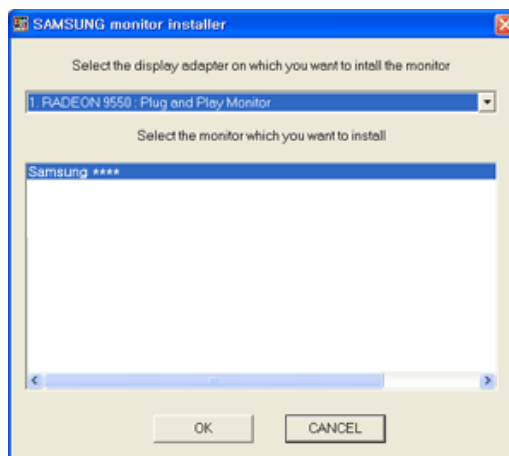 SAMSUNG monitor installer
Select the display adapter on which you want to intall the monitor
1. RADEON 9550 : Plug and Play Monitor
Select the monitor which you want to install
Samsung ****
OK
CANCEL